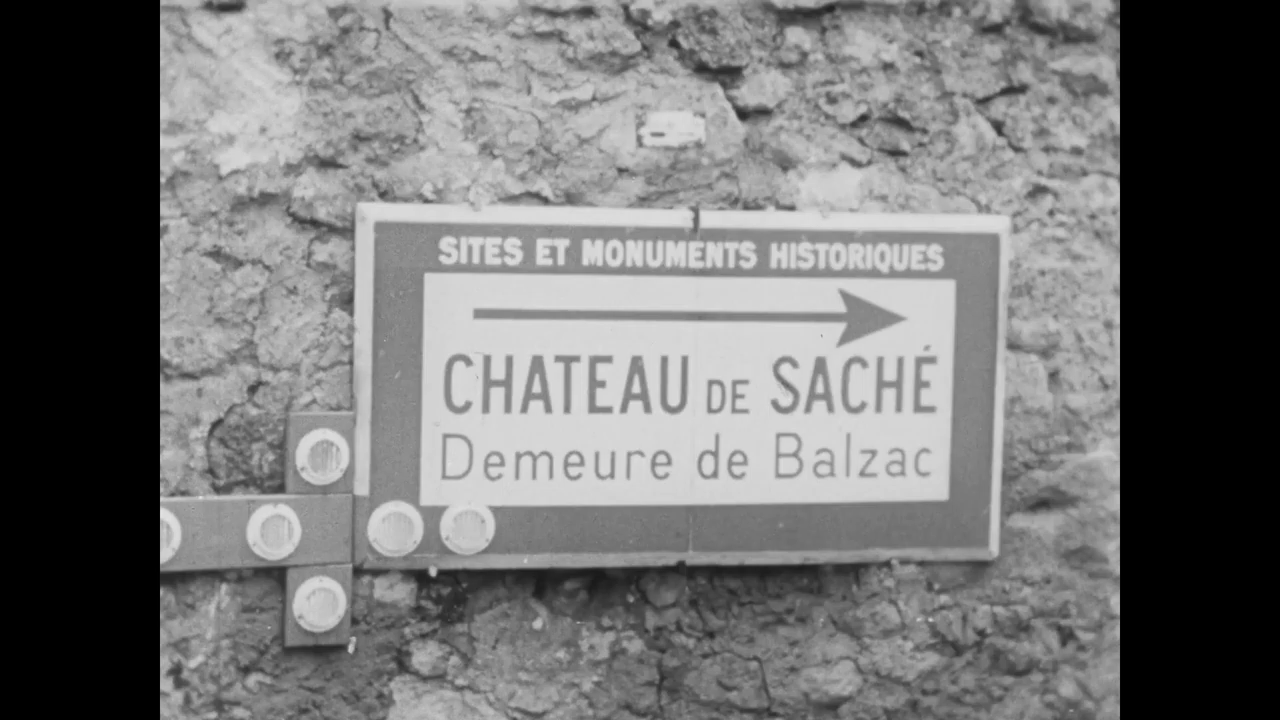 SITES ET MONUMENTS HISTORIQUES
CHATEAU DE SACHÉ
Demeure de Balzac